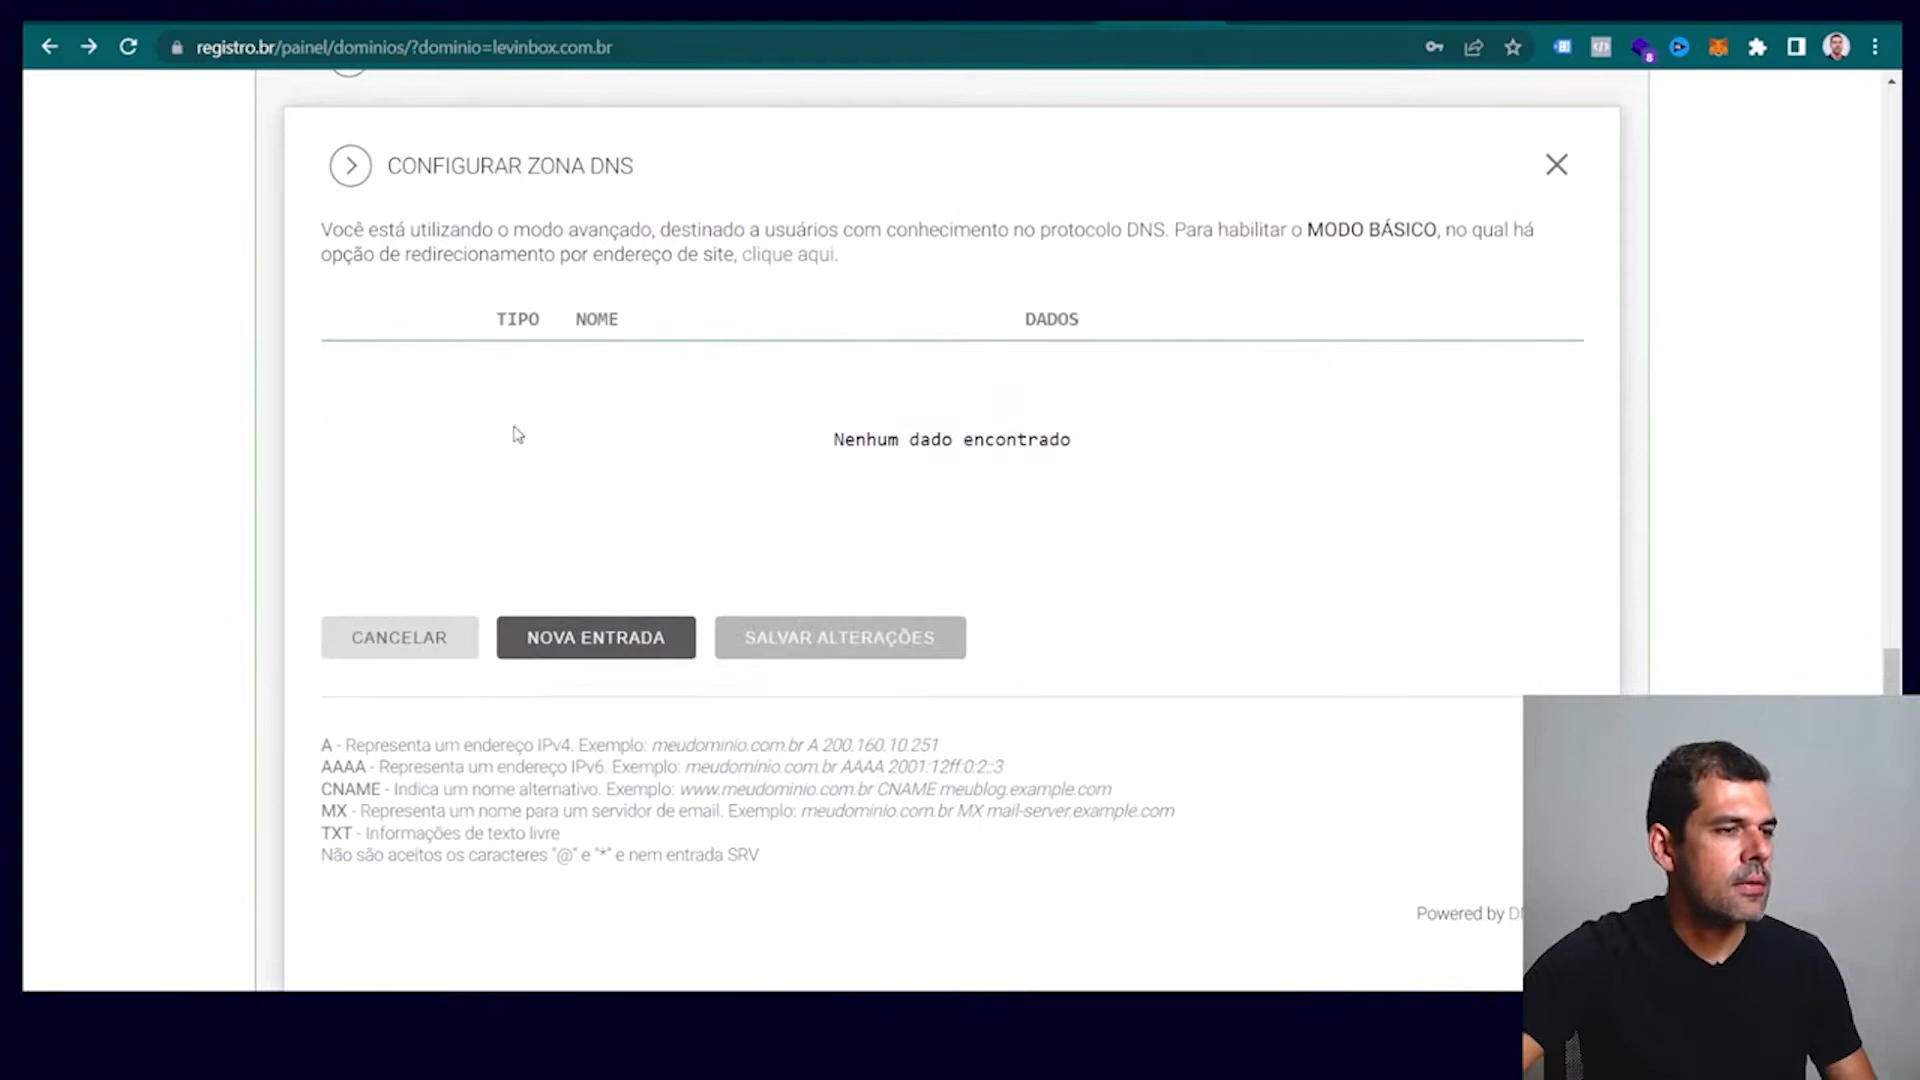 registro.br/painel/dominios/?dominio=levinbox.com.br
8
CONFIGURAR ZONA DNS
Você está utilizando o modo avançado, destinado a usuários com conhecimento no protocolo DNS. Para habilitar o MODO BÁSICO, no qual há
opção de redirecionamento por endereço de site, clique aqui.
TIPO NOME DADOS
Nenhum dado encontrado
CANCELAR NOVA ENTRADA SALVAR ALTERAÇÕES
A - Representa um endereço IPv4. Exemplo: meudominio.com.br A 200.160.10.251
AAAA - Representa um endereço IPv6. Exemplo: meudominio.com.br AAAA 2001:12ff:0:2::3
CNAME - Indica um nome alternativo. Exemplo: www.meudominio.com.br CNAME meublog.example.com
MX - Representa um nome para um servidor de email. Exemplo: meudominio.com.br MX mail-server.example.com
TXT - Informações de texto livre
Não são aceitos os caracteres "@" e "*" e nem entrada SRV
Powered by